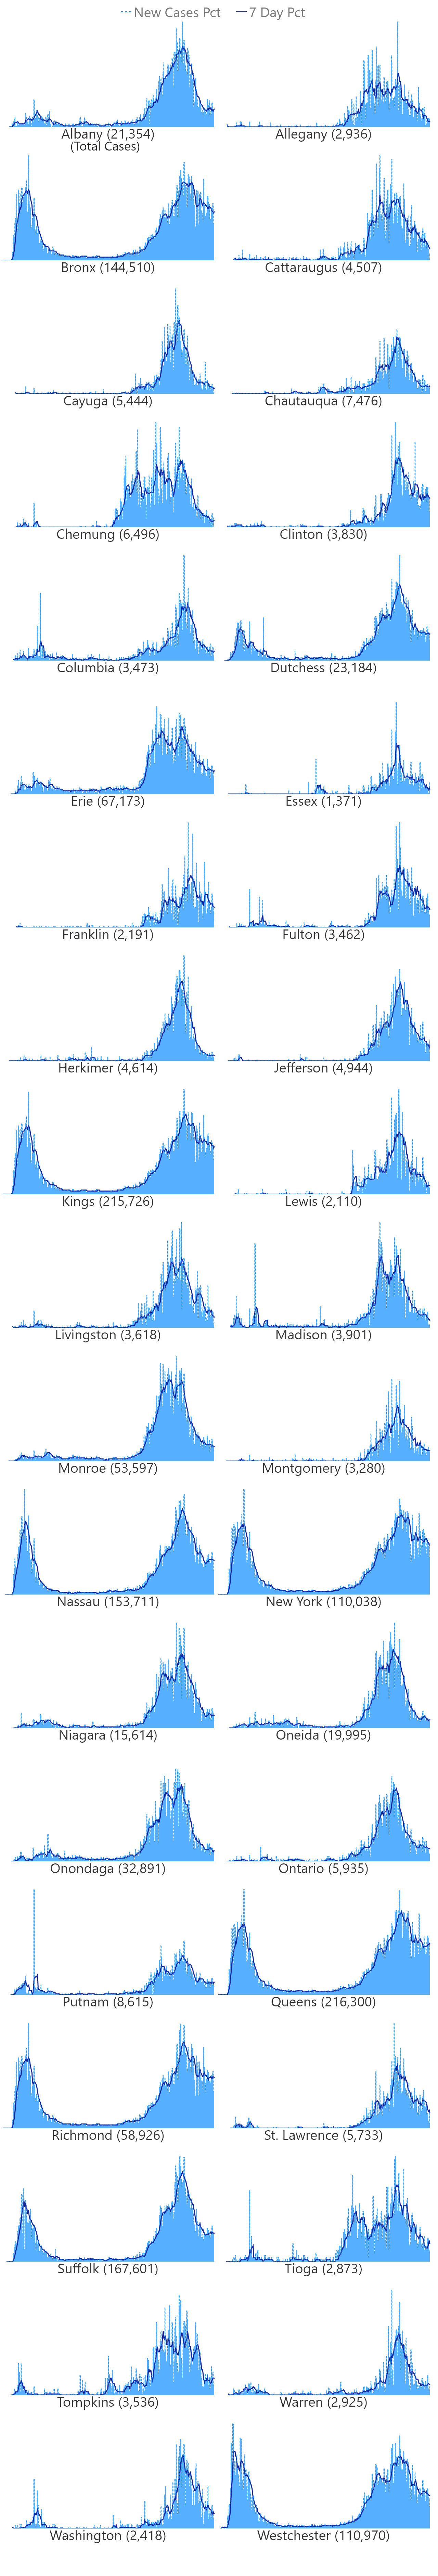 New Cases Pct 7 Day Pct
Albany (21,354) Allegany (2,936)
(Total Cases)
Bronx (144,510) Cattaraugus (4,507)
Cayuga (5,444) Chautauqua (7,476)
Chemung (6,496) Clinton (3,830)
Columbia (3,473) Dutchess (23,184)
Erie (67,173) Essex (1,371)
Franklin (2,191) Fulton (3,462)
Herkimer (4,614) Jefferson (4,944)
Kings (215,726) Lewis (2,110)
Livingston (3,618) Madison (3,901)
Monroe (53,597) Montgomery (3,280)
Nassau (153,711) New York (110,038)
Niagara (15,614) Oneida (19,995)
Onondaga (32,891) Ontario (5,935)
Putnam (8,615) Queens (216,300)
Richmond (58,926) St. Lawrence (5,733)
Suffolk (167,601) Tioga (2,873)
Tompkins (3,536) Warren (2,925)
Washington (2,418) Westchester (110,970)